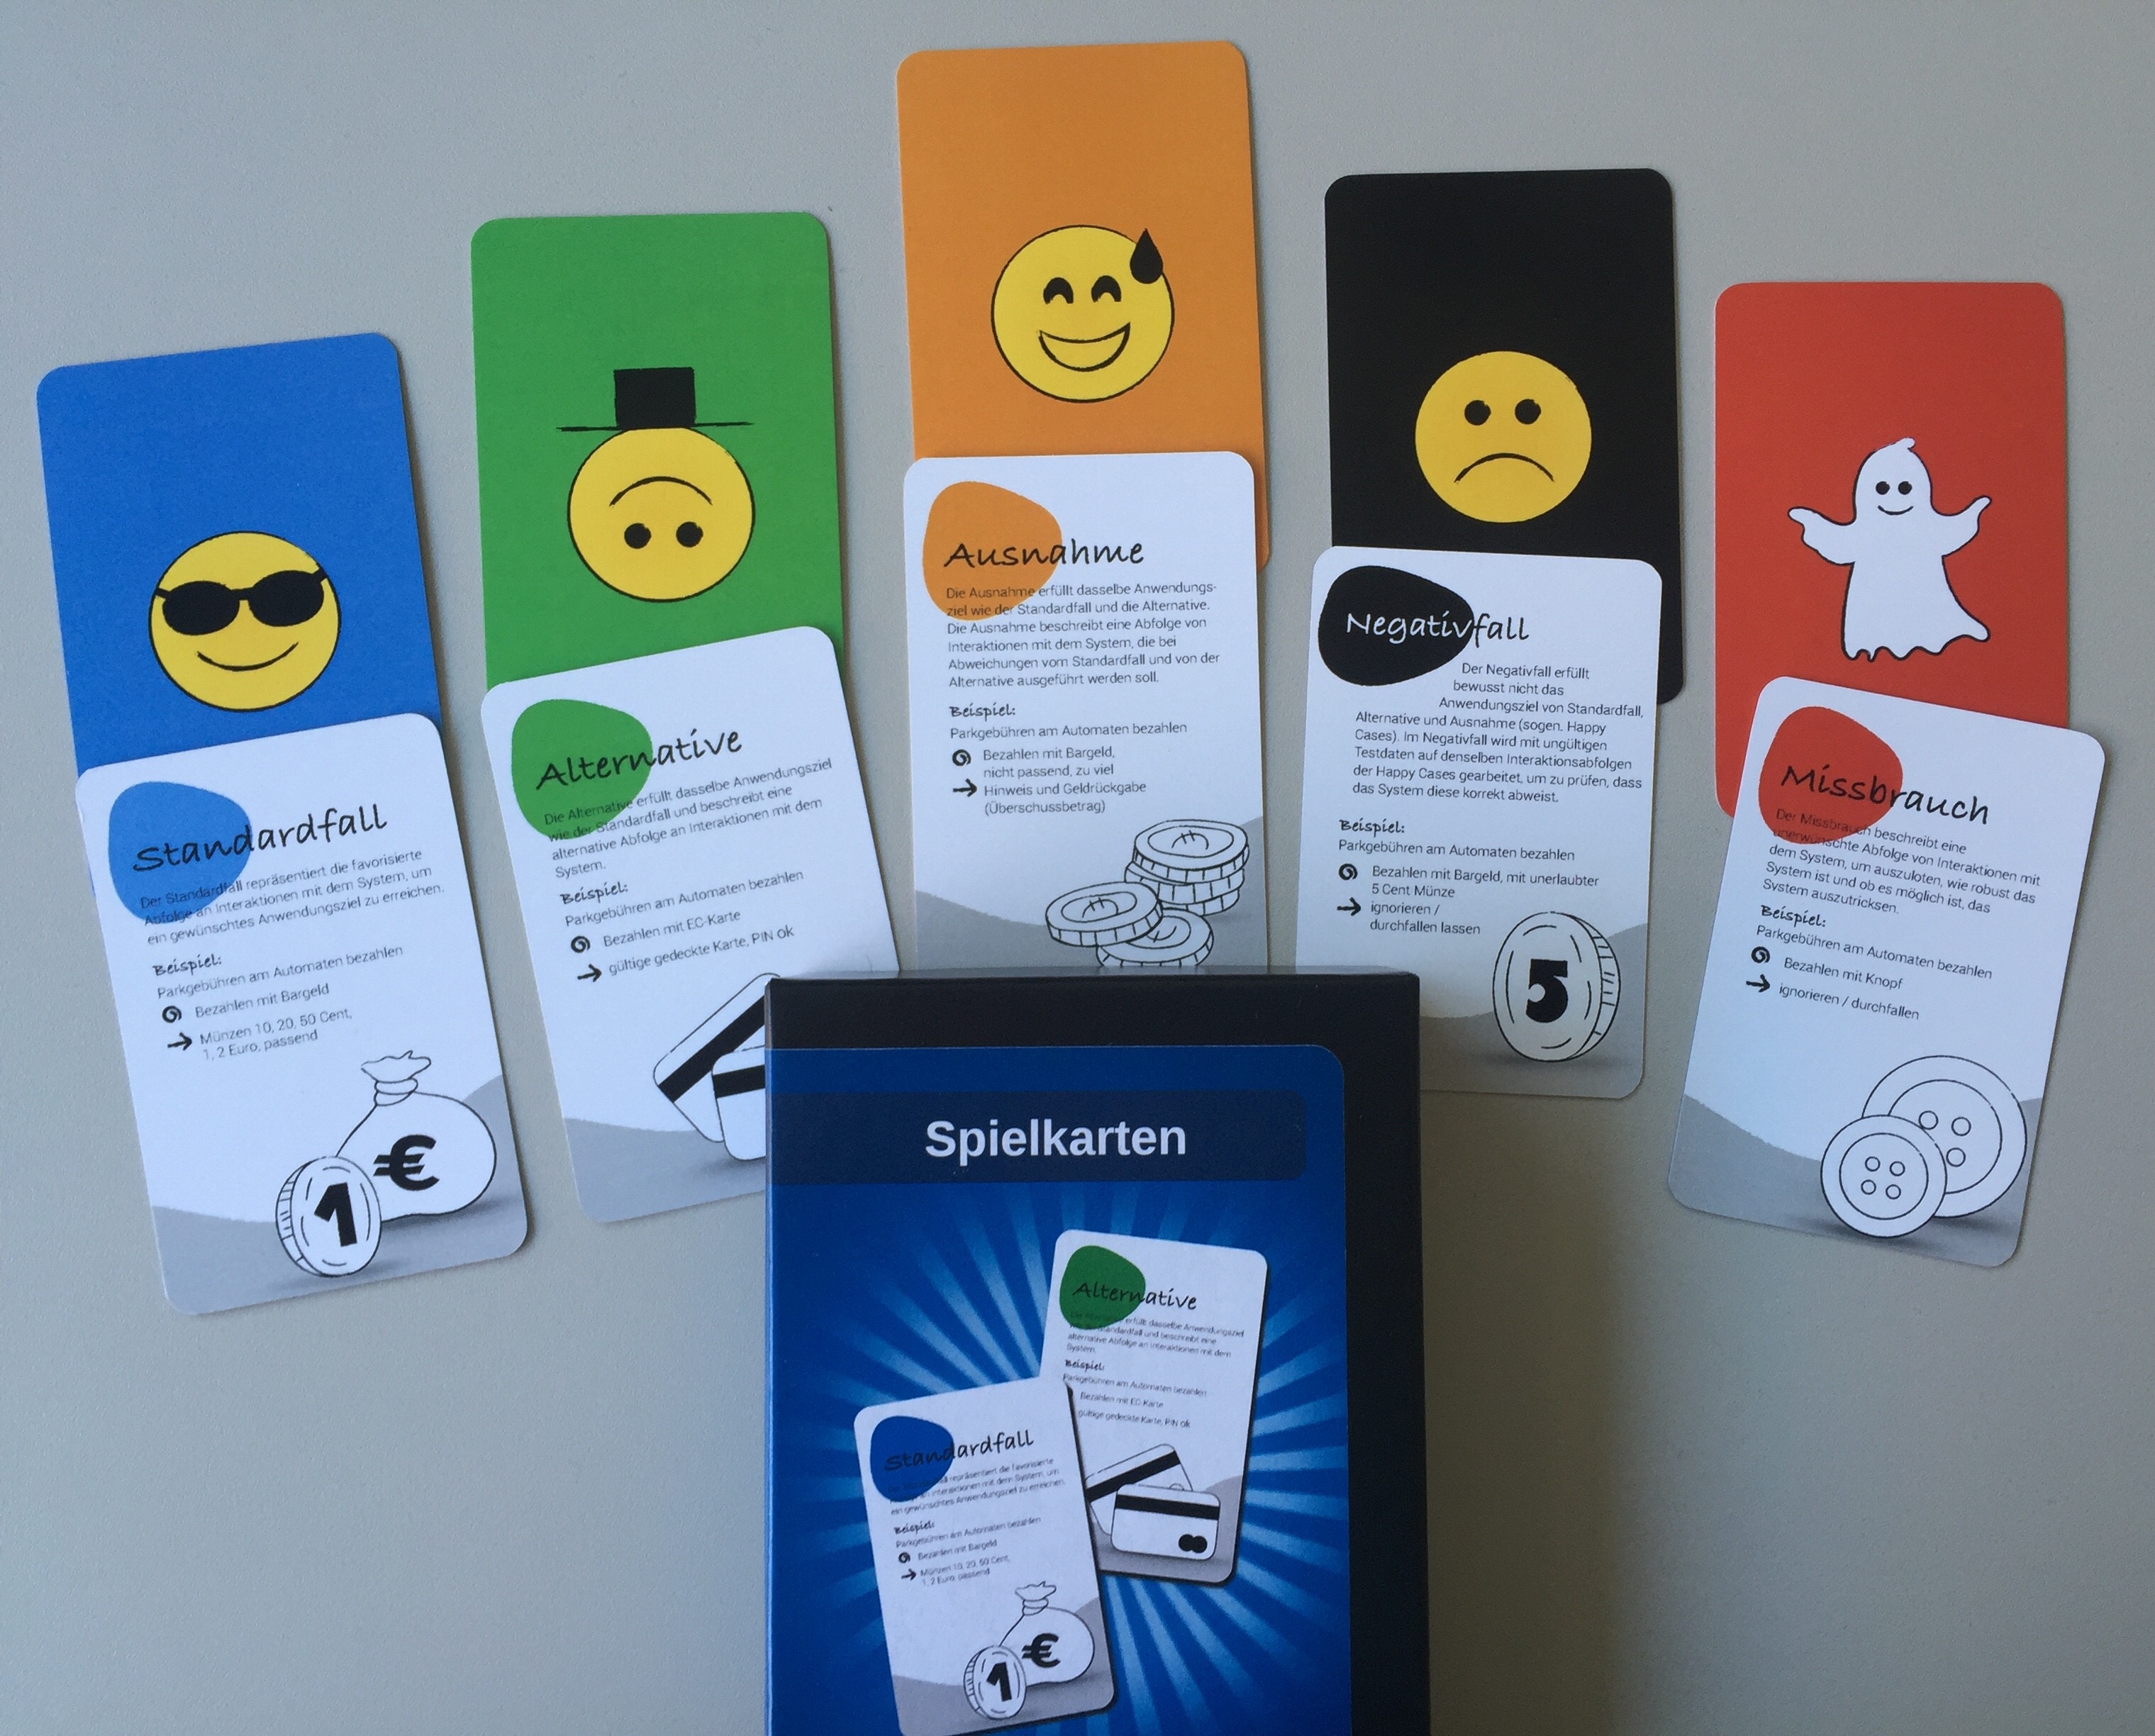 Standardfall
Der Standardfall repräsentiert die favorisierte
Abfolge an Interaktionen mit dem System, um
ein gewünschtes Anwendungsziel zu erreichen.
Beispiel:
Parkgebühren am Automaten bezahlen
Bezahlen mit Bargeld
Münzen 10, 20, 50 Cent,
1, 2 Euro, passend
€
1
Alternative
Die Alternative erfüllt dasselbe Anwendungsziel
wie der Standardfall und beschreibt eine
alternative Abfolge an Interaktionen mit dem
System.
Beispiel:
Parkgebühren am Automaten bezahlen
Bezahlen mit EC-Karte
gültige gedeckte Karte, PIN ok
Ausnahme
Die Ausnahme erfüllt dasselbe Anwendungs-
ziel wie der Standardfall und die Alternative.
Die Ausnahme beschreibt eine Abfolge von
Interaktionen mit dem System, die bei
Abweichungen vom Standardfall und von der
Alternative ausgeführt werden soll.
Beispiel:
Parkgebühren am Automaten bezahlen
Bezahlen mit Bargeld,
nicht passend, zu viel
Hinweis und Geldrückgabe
(Überschussbetrag)
Negativfall
Der Negativfall erfüllt
bewusst nicht das
Anwendungsziel von Standardfall,
Alternative und Ausnahme (sogen. Happy
Cases). Im Negativfall wird mit ungültigen
Testdaten auf denselben Interaktionsabfolgen
der Happy Cases gearbeitet, um zu prüfen, dass
das System diese korrekt abweist.
Beispiel:
Parkgebühren am Automaten bezahlen
Bezahlen mit Bargeld, mit unerlaubter
5 Cent Münze
ignorieren /
durchfallen lassen
5
Missbrauch
Der Missbrauch beschreibt eine
unerwünschte Abfolge von Interaktionen mit
dem System, um auszuloten, wie robust das
System ist und ob es möglich ist, das
System auszutricksen.
Beispiel:
Parkgebühren am Automaten bezahlen
Bezahlen mit Knopf
ignorieren / durchfallen
Spielkarten
Alternative
Die Alternative erfüllt dasselbe Anwendungsziel
wie der Standardfall und beschreibt eine
alternative Abfolge an Interaktionen mit dem
System.
Beispiel:
Parkgebühren am Automaten bezahlen
Bezahlen mit EC-Karte
gültige gedeckte Karte, PIN ok
Standardfall
repräsentiert die favorisierte
an Interaktionen mit dem System, um
ein gewünschtes Anwendungsziel zu erreichen.
Beispiel:
Parkgebühren am Automaten bezahlen
Bezahlen mit Bargeld
Münzen 10, 20, 50 Cent,
1, 2 Euro, passend
€
1